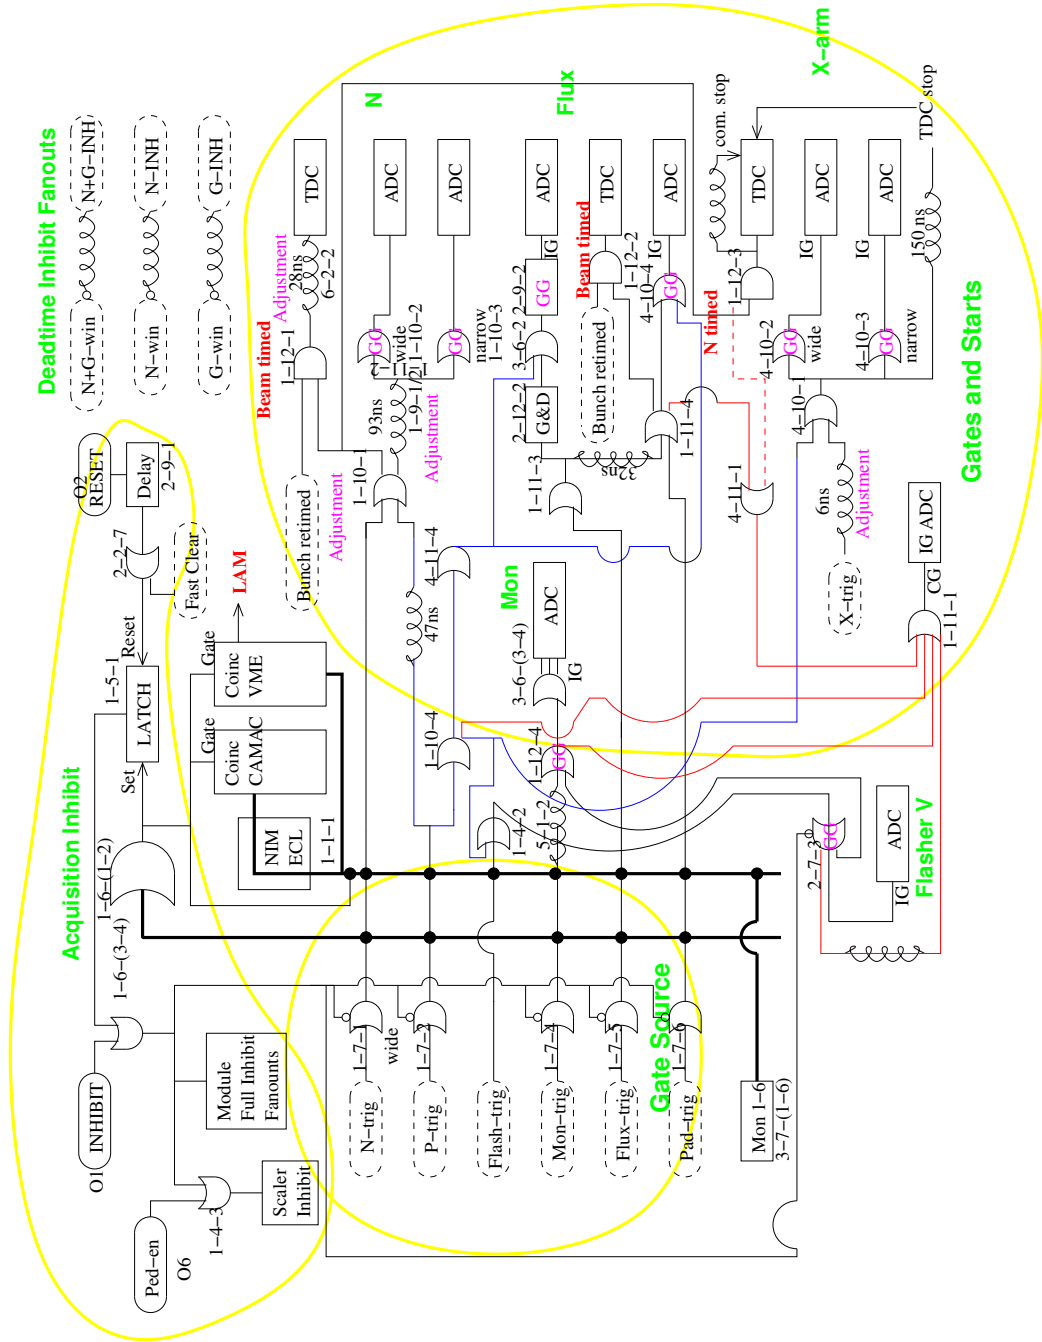 Acquisition Inhibit
Deadtime Inhibit Fanouts
N+G−win
N+G−INH
N−win
N−INH
G−win
G−INH
O1
INHIBIT
1−6−(3−4)
1−6−(1−2)
Set
LATCH
1−5−1
Reset
2−2−7
Fast Clear
O2
RESET
Delay
2−9−1
Ped−en
O6
1−4−3
Scaler
Inhibit
Module
Full Inhibit
Fanounts
NIM
ECL
1−1−1
Coinc
CAMAC
Gate
Coinc
VME
Gate
LAM
Gate Source
N−trig
1−7−1
wide
P−trig
1−7−2
Flash−trig
Mon−trig
1−7−4
Flux−trig
1−7−5
Pad−trig
1−7−6
Mon 1−6
3−7−(1−6)
1−4−2
5−1−2
1−12−4
GG
3−6−(3−4)
IG
ADC
Mon
1−10−4
47ns
4−11−4
Bunch retimed
Adjustment
1−10−1
Beam timed
1−12−1
Adjustment
28ns
6−2−2
TDC
93ns
1−9−1/2
Adjustment
1−11−2
GG
wide
1−10−2
ADC
GG
narrow
1−10−3
ADC
N
1−11−3
2−12−2
G&D
3−6−2
2−9−2
GG
IG
ADC
Flux
32ns
Bunch retimed
Beam timed
1−12−2
TDC
1−11−4
4−10−4
GG
IG
ADC
N timed
4−11−1
1−12−3
com. stop
TDC
X−arm
X−trig
6ns
Adjustment
4−10−1
4−10−2
GG
wide
IG
ADC
4−10−3
GG
narrow
IG
ADC
150 ns
TDC stop
Gates and Starts
1−11−1
CG
IG ADC
2−7−3
GG
IG
ADC
Flasher V